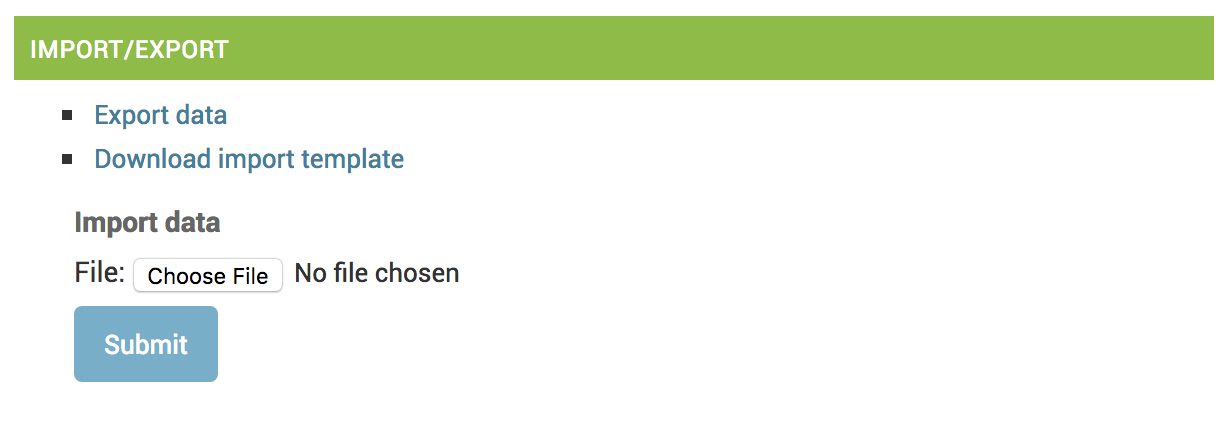 IMPORT/EXPORT
Export data
Download import template
Import data
File: Choose File No file chosen
Submit